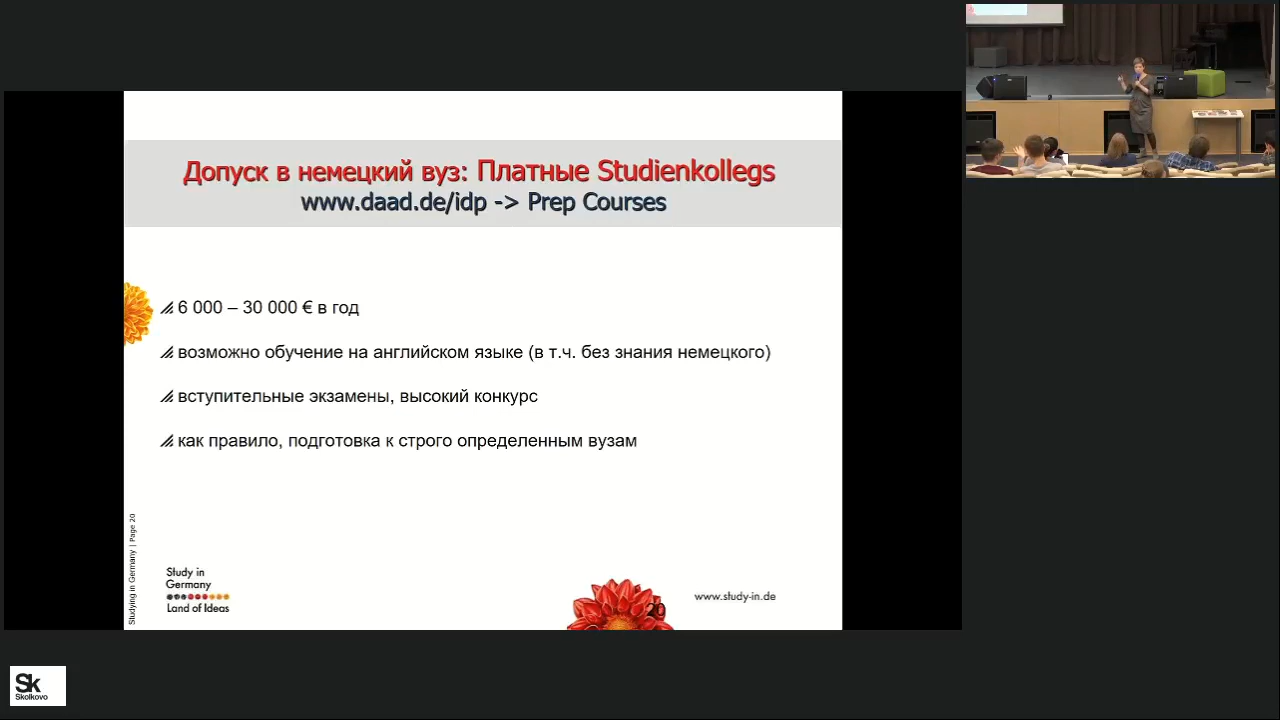 Допуск в немецкий вуз: Платные Studienkollegs
www.daad.de/idp -> Prep Courses
6 000 – 30 000 € в год
возможно обучение на английском языке (в т.ч. без знания немецкого)
вступительные экзамены, высокий конкурс
как правило, подготовка к строго определенным вузам
Studying in Germany | Page 20
Study in
Germany
Land of Ideas
20
www.study-in.de
Sk
Skolkovo